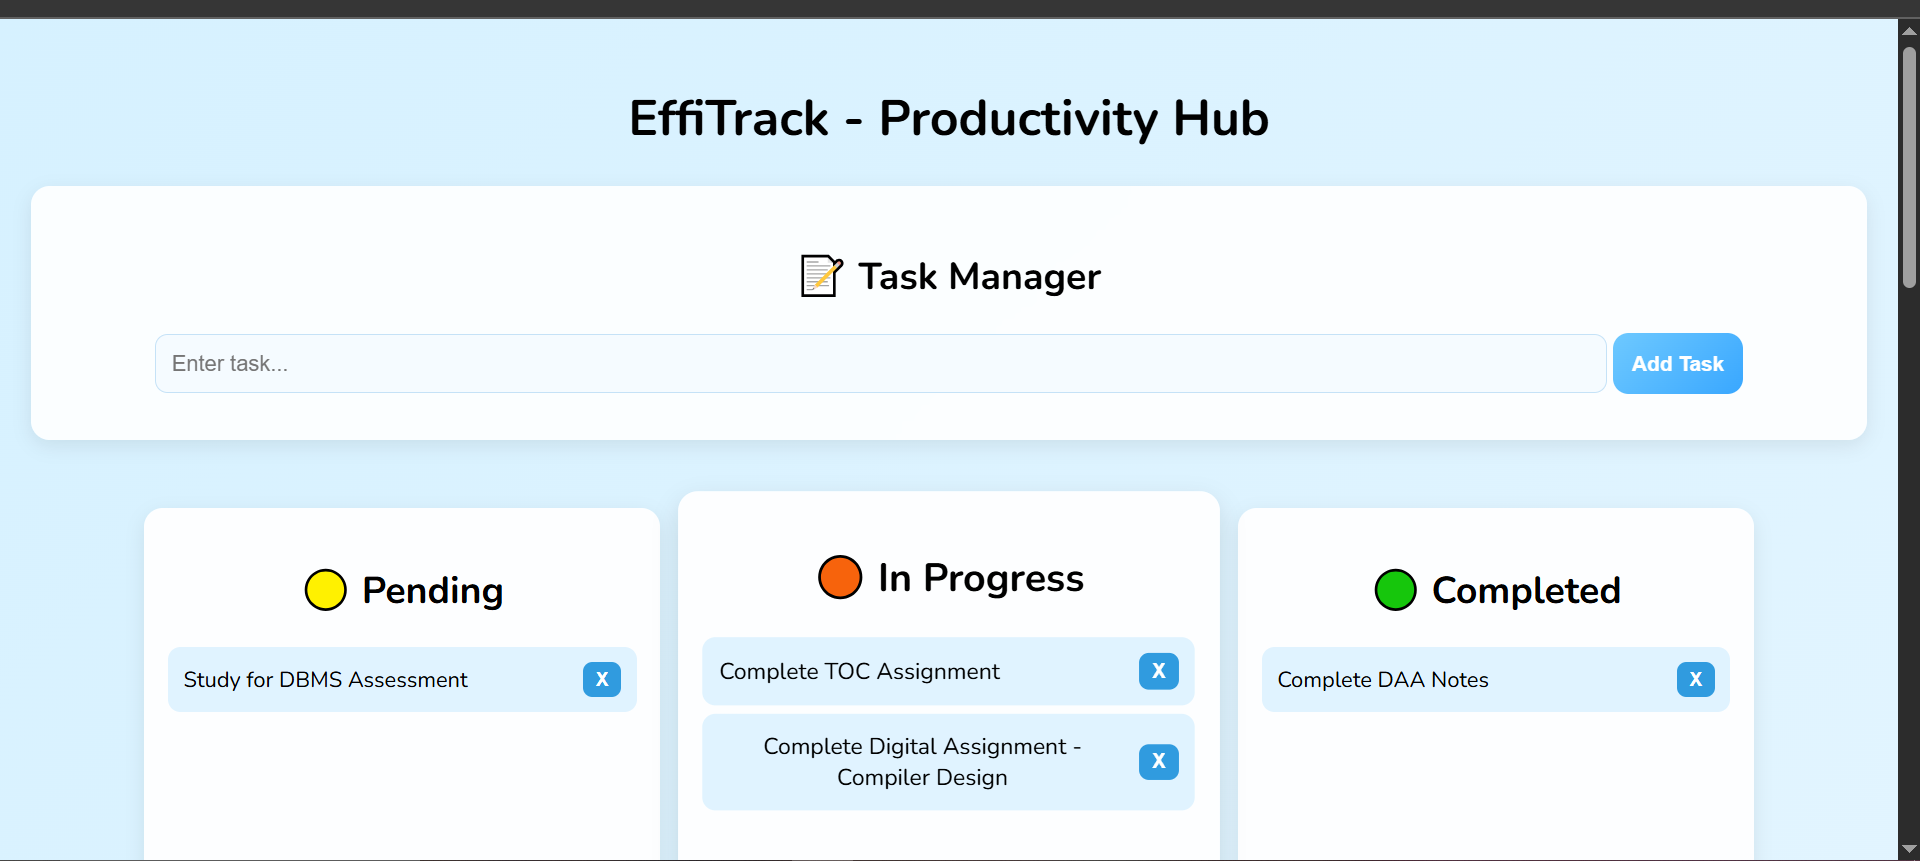 EffiTrack - Productivity Hub
Task Manager
Enter task...
Add Task
Pending
Study for DBMS Assessment
X
In Progress
Complete TOC Assignment
X
Complete Digital Assignment -
Compiler Design
X
Completed
Complete DAA Notes
X